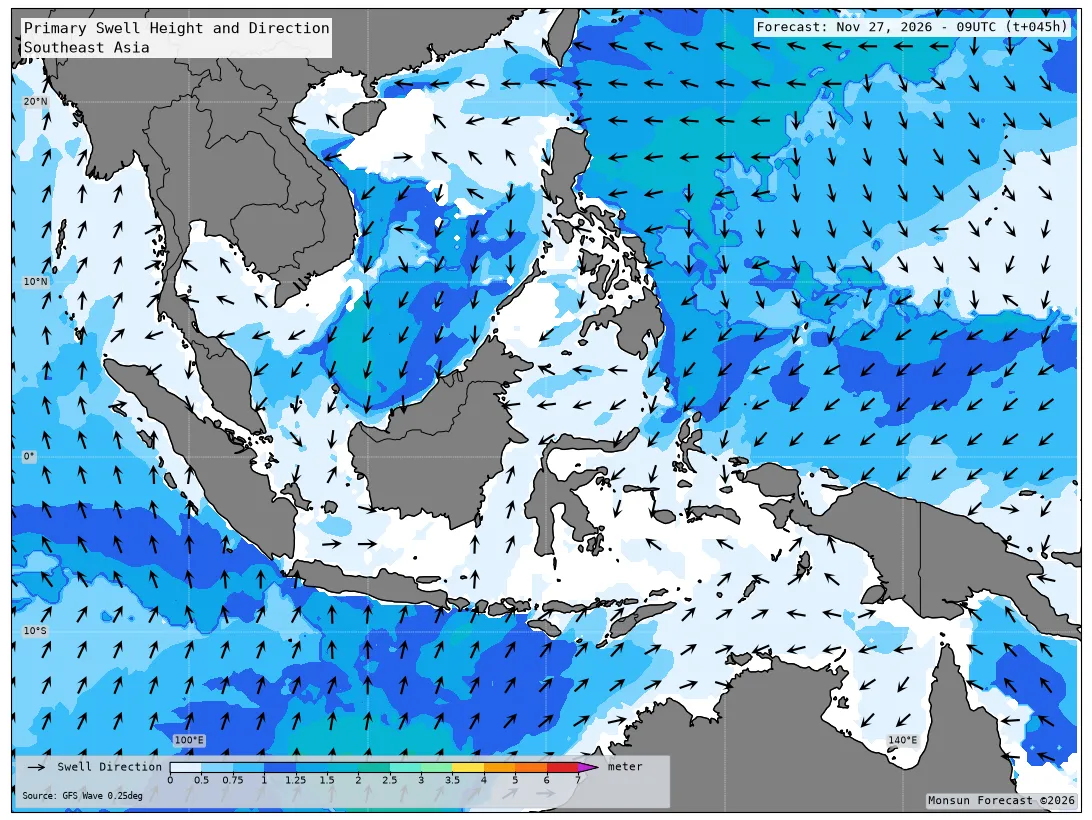 Primary Swell Height and Direction
Southeast Asia
Forecast: Nov 27, 2026 - 09UTC (t+045h)
20°N
10°N
0°
10°S
100°E
140°E
Swell Direction
0 0.5 0.75 1 1.25 1.5 2 2.5 3 3.5 4 5 6 7
meter
Source: GFS Wave 0.25deg
Monsun Forecast ©2026